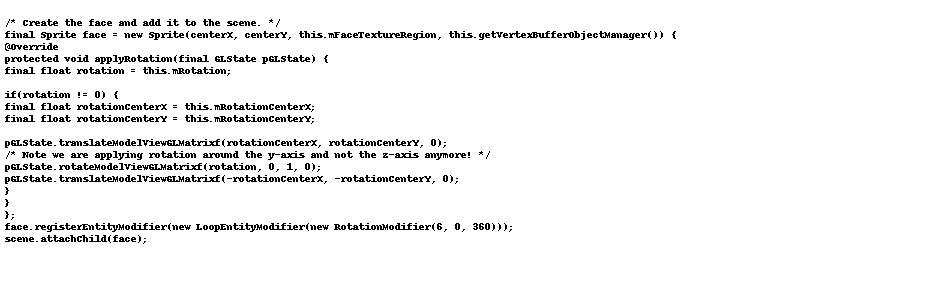 /* Create the face and add it to the scene. */
final Sprite face = new Sprite(centerX, centerY, this.mFaceTextureRegion, this.getVertexBufferObjectManager()) {
@Override
protected void applyRotation(final GLState pGLState) {
final float rotation = this.mRotation;
if(rotation != 0) {
final float rotationCenterX = this.mRotationCenterX;
final float rotationCenterY = this.mRotationCenterY;
pGLState.translateModelViewGLMatrixf(rotationCenterX, rotationCenterY, 0);
/* Note we are applying rotation around the y-axis and not the z-axis anymore! */
pGLState.rotateModelViewGLMatrixf(rotation, 0, 1, 0);
pGLState.translateModelViewGLMatrixf(-rotationCenterX, -rotationCenterY, 0);
}
}
};
face.registerEntityModifier(new LoopEntityModifier(new RotationModifier(6, 0, 360)));
scene.attachChild(face);